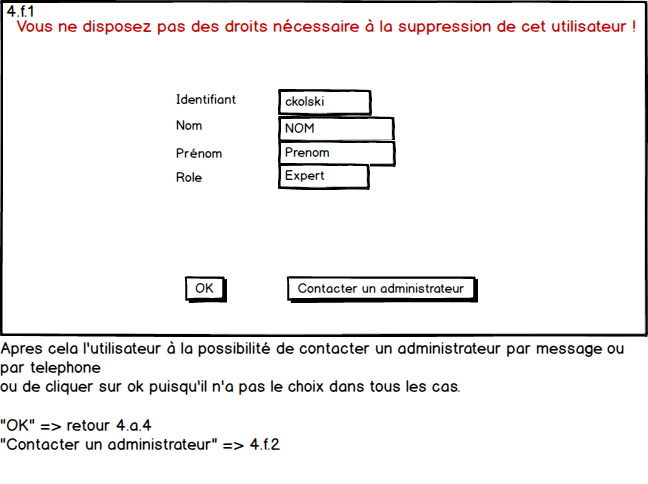 4.f.1
Vous ne disposez pas des droits nécessaire à la suppression de cet utilisateur !
Identifiant ckolski
Nom NOM
Prénom Prenom
Role Expert
OK Contacter un administrateur
Apres cela l'utilisateur à la possibilité de contacter un administrateur par message ou
par telephone
ou de cliquer sur ok puisqu'il n'a pas le choix dans tous les cas.
"OK" => retour 4.a.4
"Contacter un administrateur" => 4.f.2